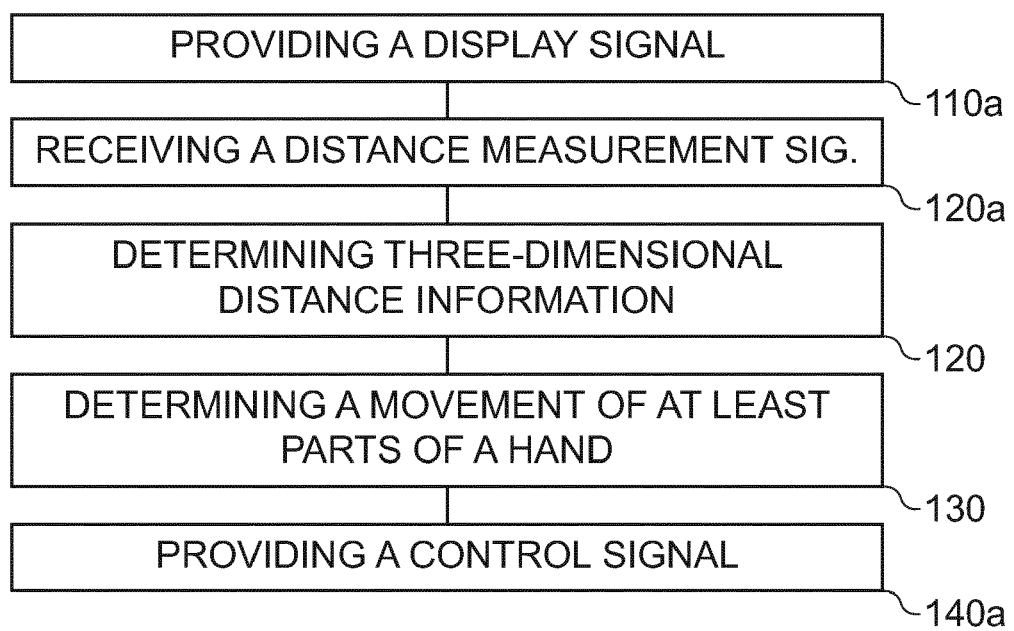 PROVIDING A DISPLAY SIGNAL
110a
RECEIVING A DISTANCE MEASUREMENT SIG.
120a
DETERMINING THREE-DIMENSIONAL
DISTANCE INFORMATION
120
DETERMINING A MOVEMENT OF AT LEAST
PARTS OF A HAND
130
PROVIDING A CONTROL SIGNAL
140a